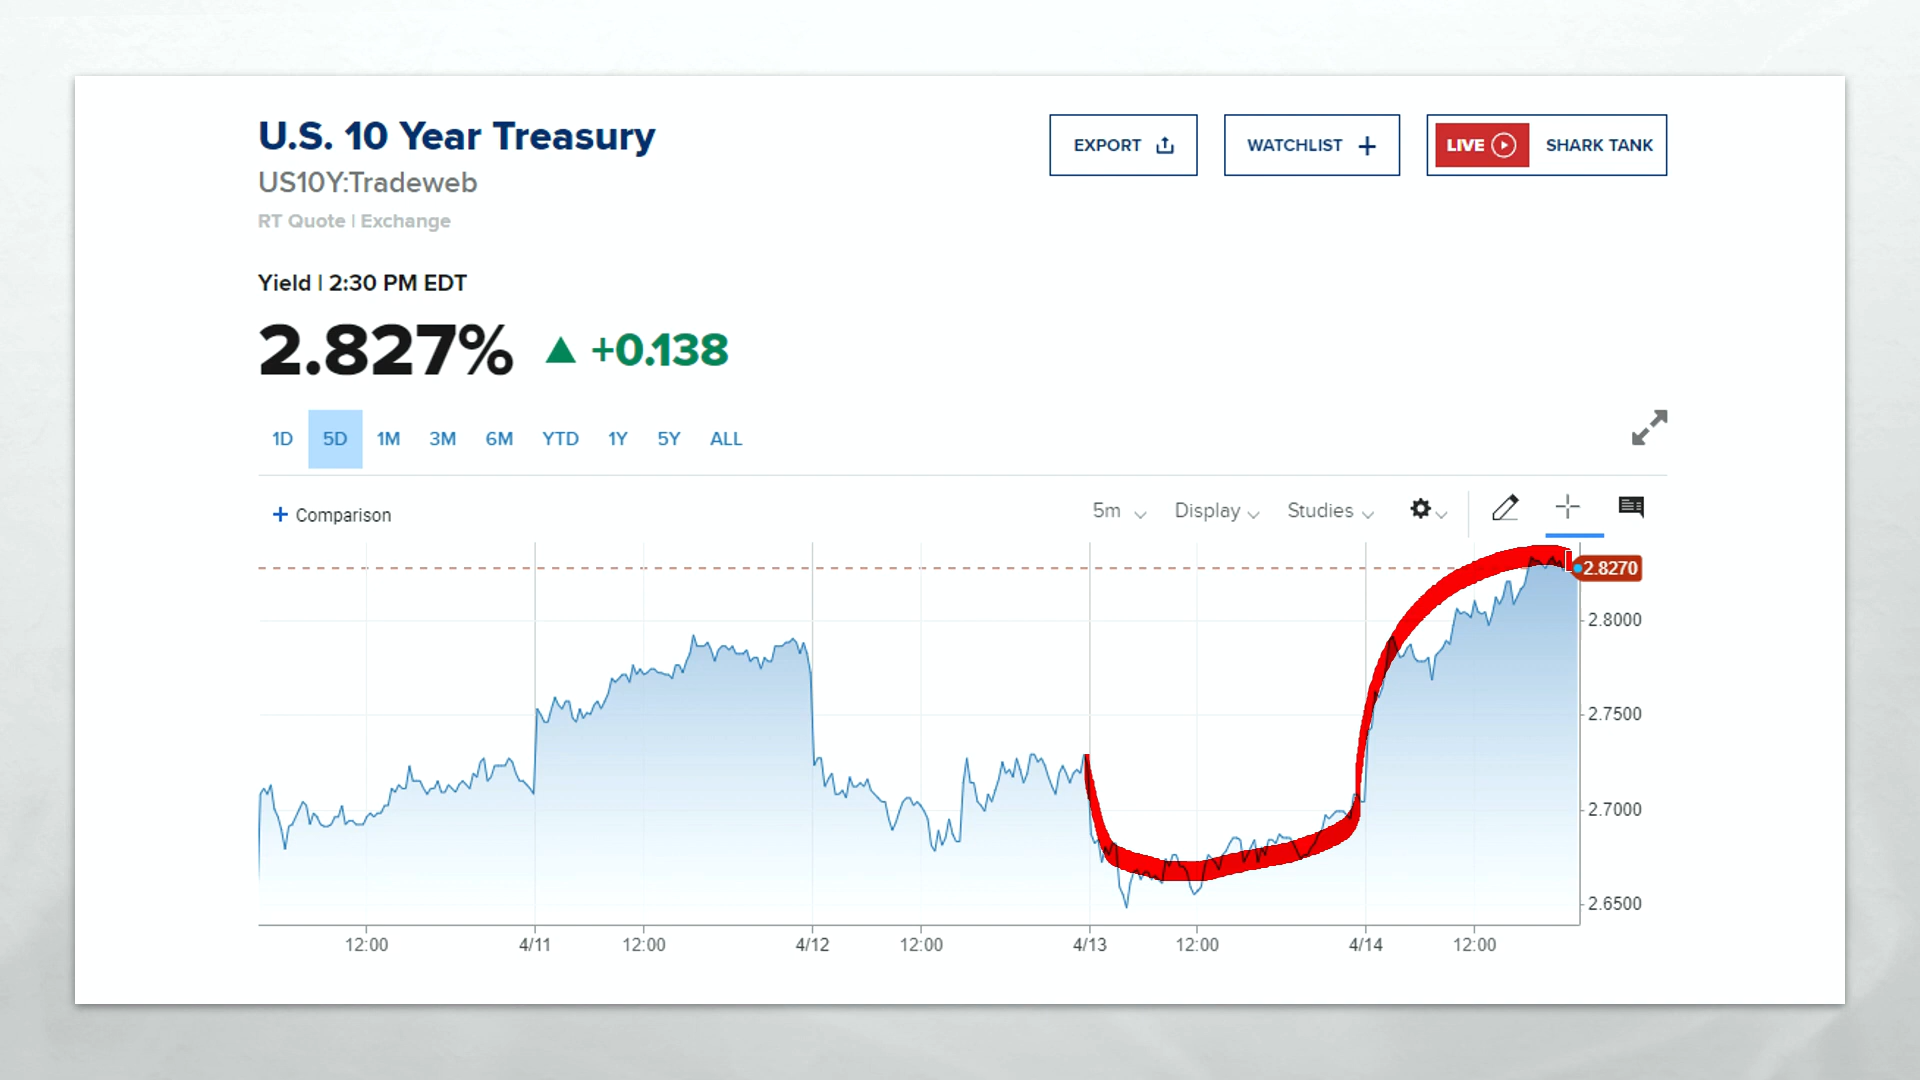 U.S. 10 Year Treasury
US10Y:Tradeweb
RT Quote | Exchange
EXPORT
WATCHLIST
LIVE SHARK TANK
Yield | 2:30 PM EDT
2.827% +0.138
1D 5D 1M 3M 6M YTD 1Y 5Y ALL
+ Comparison
5m Display Studies
2.8270
2.8000
2.7500
2.7000
2.6500
12:00 4/11 12:00 4/12 12:00 4/13 12:00 4/14 12:00